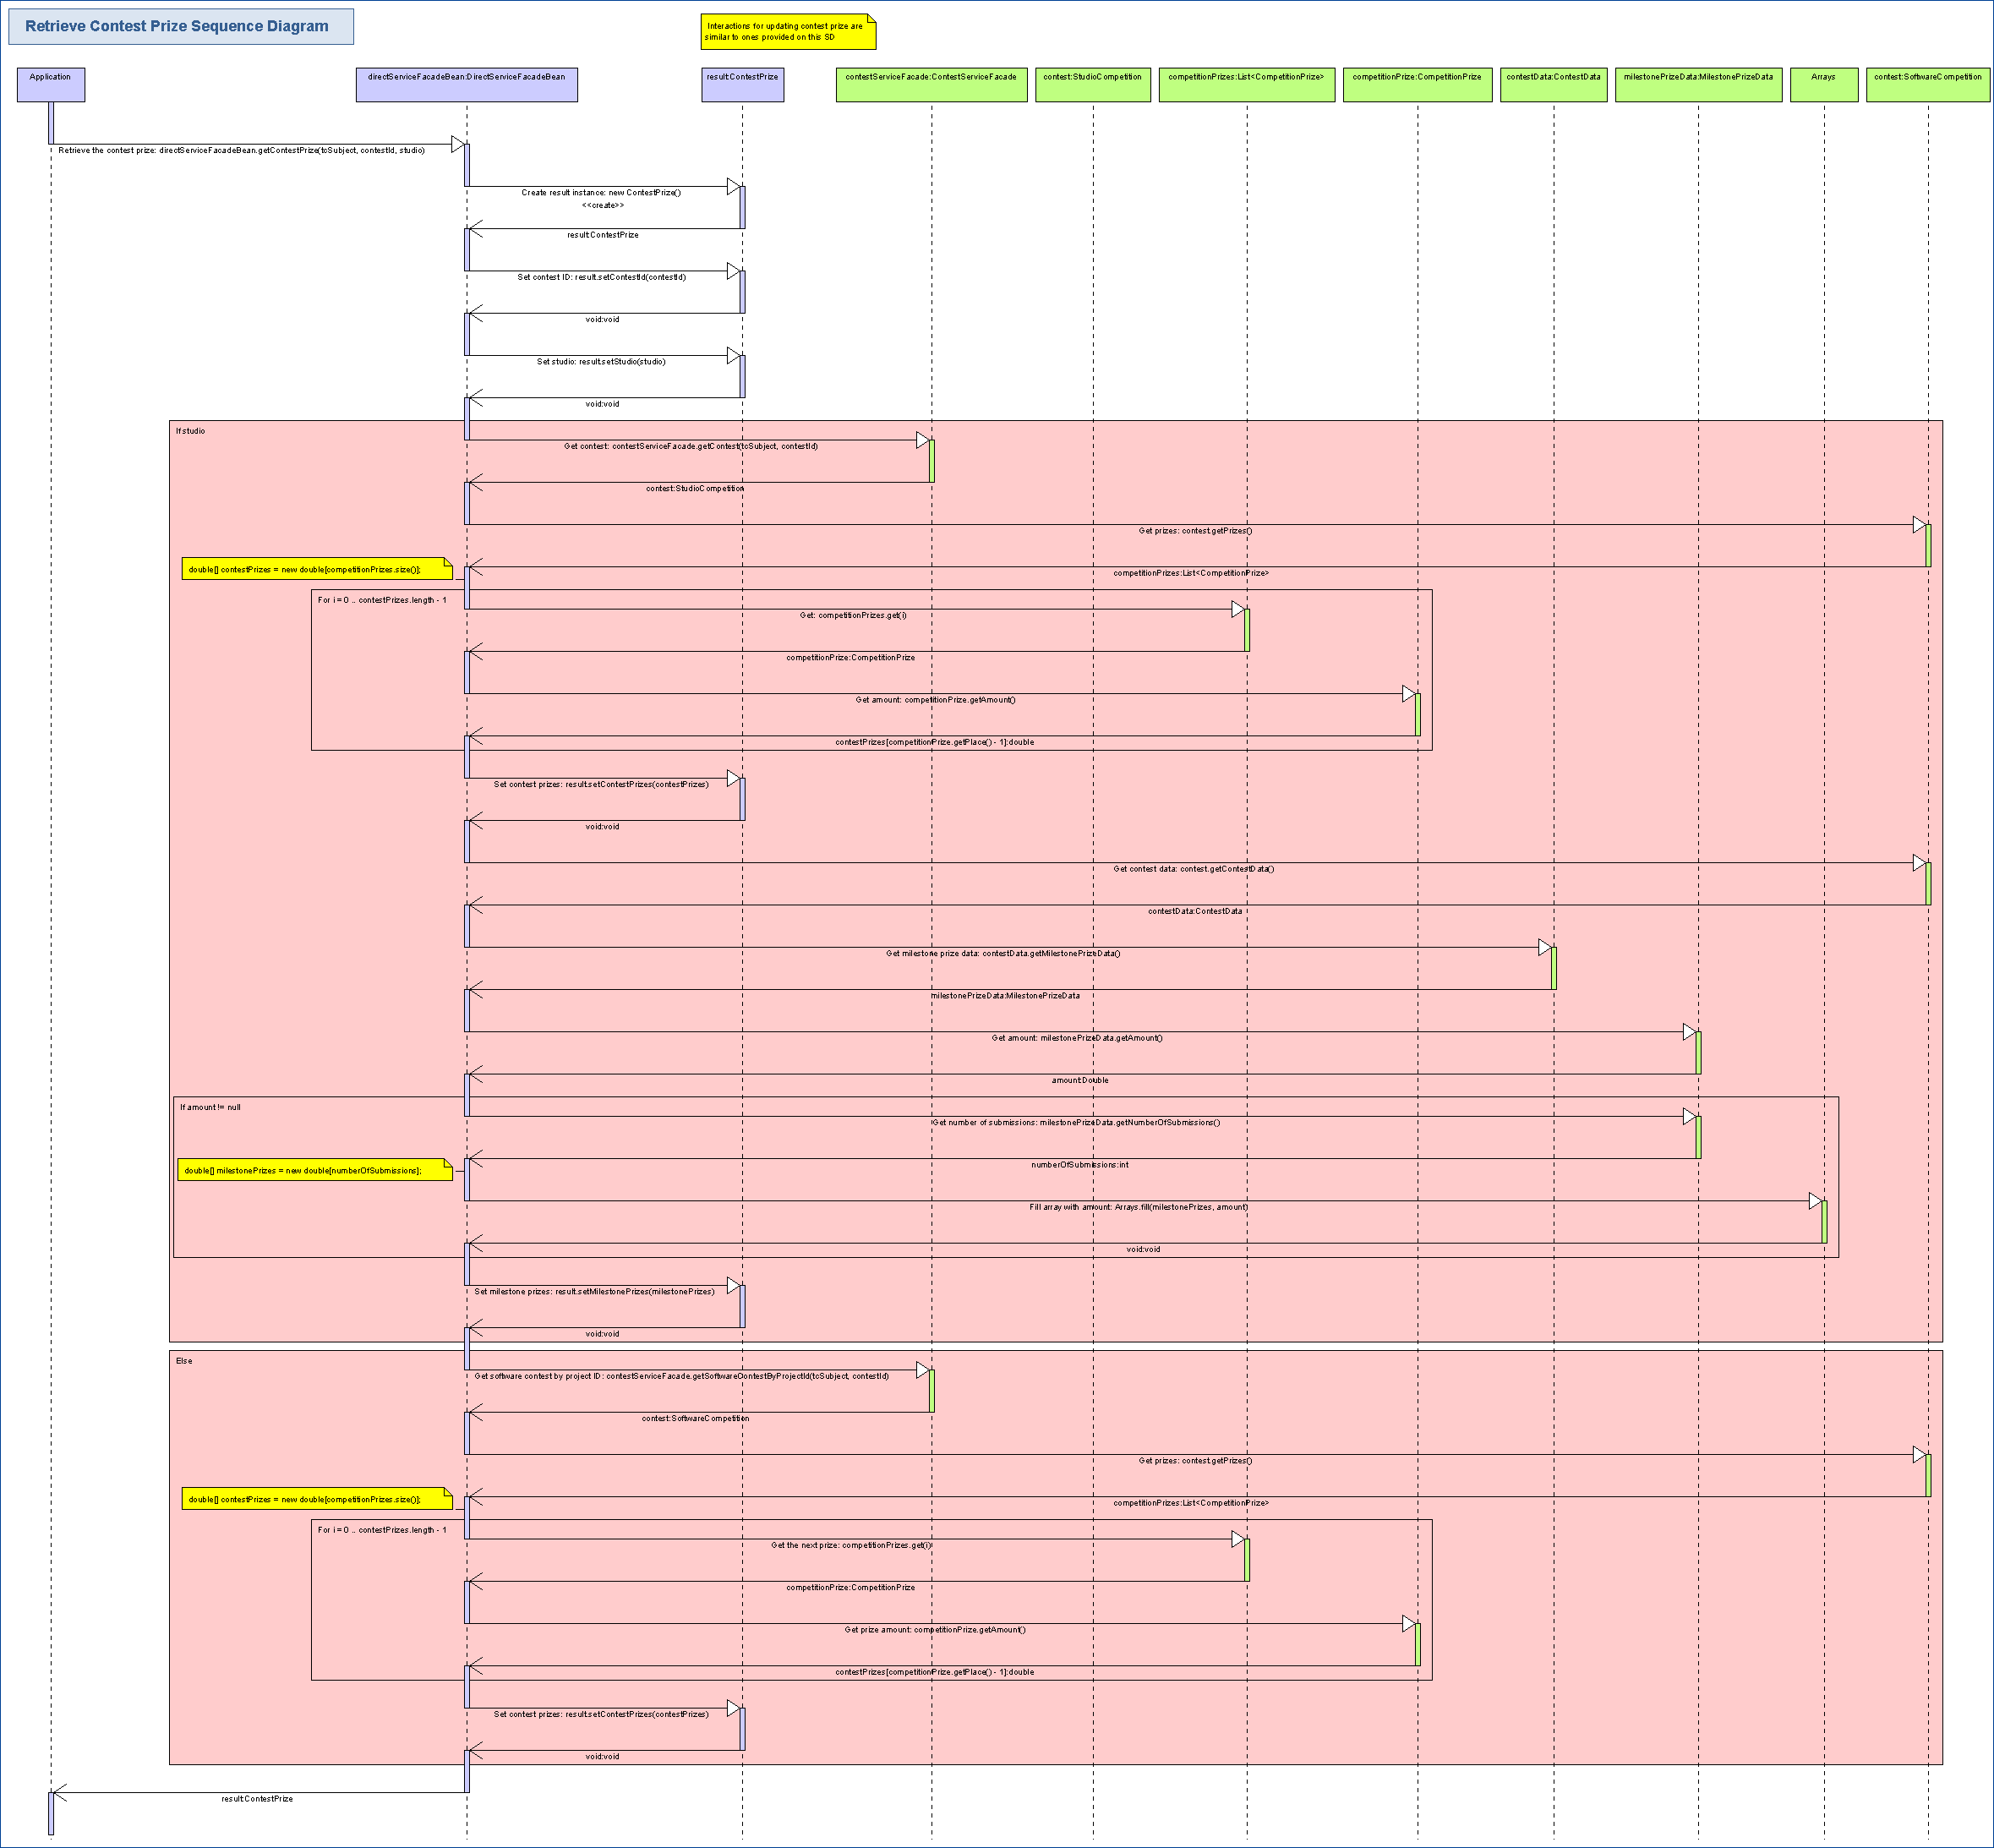 Retrieve Contest Prize Sequence Diagram
Interactions for updating contest prize are
similar to ones provided on this SD
Application
directServiceFacadeBean:DirectServiceFacadeBean
result:ContestPrize
contestServiceFacade:ContestServiceFacade
contest:StudioCompetition
competitionPrizes:List<CompetitionPrize>
competitionPrize:CompetitionPrize
contestData:ContestData
milestonePrizeData:MilestonePrizeData
Arrays
contest:SoftwareCompetition
Retrieve the contest prize: directServiceFacadeBean.getContestPrize(tcSubject, contestId, studio)
Create result instance: new ContestPrize()
<<create>>
result:ContestPrize
Set contest ID: result.setContestId(contestId)
void:void
Set studio: result.setStudio(studio)
void:void
If studio
Get contest: contestServiceFacade.getContest(tcSubject, contestId)
contest:StudioCompetition
Get prizes: contest.getPrizes()
double[] contestPrizes = new double[competitionPrizes.size()];
competitionPrizes:List<CompetitionPrize>
For i = 0 .. contestPrizes.length - 1
Get: competitionPrizes.get(i)
competitionPrize:CompetitionPrize
Get amount: competitionPrize.getAmount()
contestPrizes[competitionPrize.getPlace() - 1]:double
Set contest prizes: result.setContestPrizes(contestPrizes)
void:void
Get contest data: contest.getContestData()
contestData:ContestData
Get milestone prize data: contestData.getMilestonePrizeData()
milestonePrizeData:MilestonePrizeData
Get amount: milestonePrizeData.getAmount()
amount:Double
If amount != null
Get number of submissions: milestonePrizeData.getNumberOfSubmissions()
numberOfSubmissions:int
double[] milestonePrizes = new double[numberOfSubmissions];
Fill array with amount: Arrays.fill(milestonePrizes, amount)
void:void
Set milestone prizes: result.setMilestonePrizes(milestonePrizes)
void:void
Else
Get software contest by project ID: contestServiceFacade.getSoftwareContestByProjectId(tcSubject, contestId)
contest:SoftwareCompetition
Get prizes: contest.getPrizes()
double[] contestPrizes = new double[competitionPrizes.size()];
competitionPrizes:List<CompetitionPrize>
For i = 0 .. contestPrizes.length - 1
Get the next prize: competitionPrizes.get(i)
competitionPrize:CompetitionPrize
Get prize amount: competitionPrize.getAmount()
contestPrizes[competitionPrize.getPlace() - 1]:double
Set contest prizes: result.setContestPrizes(contestPrizes)
void:void
result:ContestPrize